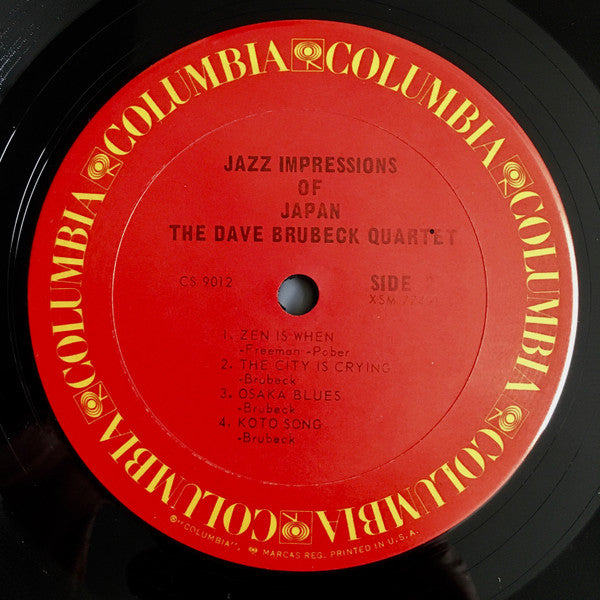 COLUMBIA COLUMBIA COLUMBIA COLUMBIA COLUMBIA COLUMBIA
JAZZ IMPRESSIONS
OF
JAPAN
THE DAVE BRUBECK QUARTET
CS 9012
SIDE
XSM
1. ZEN IS WHEN
-Freeman -Pober
2. THE CITY IS CRYING
-Brubeck
3. OSAKA BLUES
-Brubeck
4. KOTO SONG
-Brubeck
"COLUMBIA", MARCAS REG. PRINTED IN U.S.A.